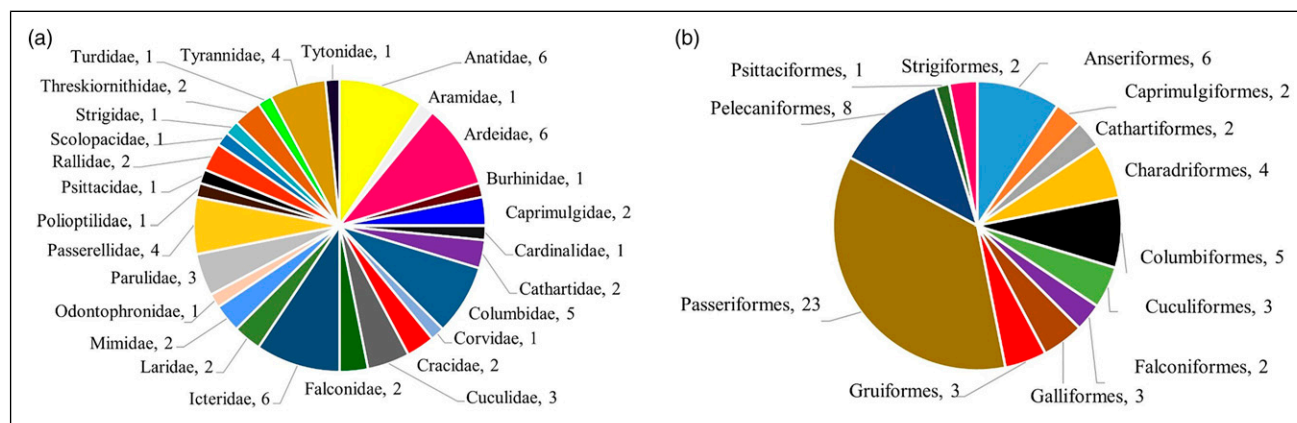 (a)
Tytonidae, 1
Tyrannidae, 4
Turdidae, 1
Threskiornithidae, 2
Strigidae, 1
Scolopacidae, 1
Rallidae, 2
Psittacidae, 1
Polioptilidae, 1
Passerellidae, 4
Parulidae, 3
Odontophronidae, 1
Mimidae, 2
Laridae, 2
Icteridae, 6
Falconidae, 2
Anatidae, 6
Aramidae, 1
Ardeidae, 6
Burhinidae, 1
Caprimulgidae, 2
Cardinalidae, 1
Cathartidae, 2
Columbidae, 5
Corvidae, 1
Cracidae, 2
Cuculidae, 3
(b)
Strigiformes, 2
Psittaciformes, 1
Pelecaniformes, 8
Passeriformes, 23
Gruiformes, 3
Anseriformes, 6
Caprimulgiformes, 2
Cathartiformes, 2
Charadriformes, 4
Columbiformes, 5
Cuculiformes, 3
Falconiformes, 2
Galliformes, 3